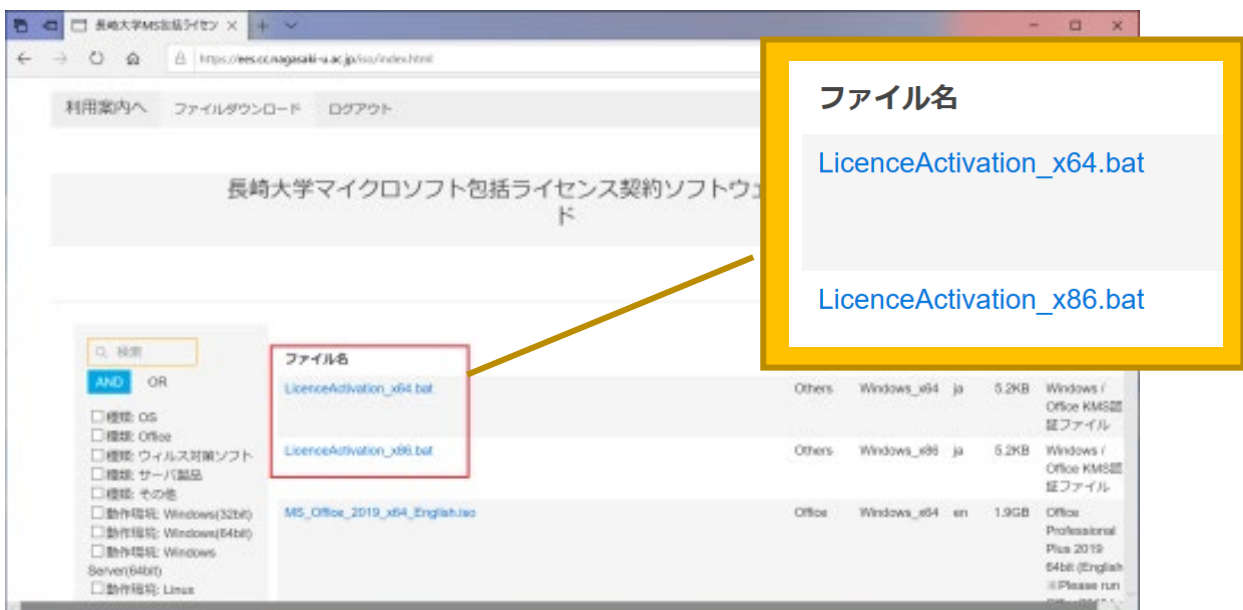 長崎大学MS包括ライセン
https://ees.cc.nagasaki-u.ac.jp/iso/index.html
利用案内へ ファイルダウンロード ログアウト
長崎大学マイクロソフト包括ライセンス契約ソフトウェ
ド
ファイル名
LicenceActivation_x64.bat
LicenceActivation_x86.bat
検索
AND OR
種類: OS
種類: Office
種類: ウィルス対策ソフト
種類: サーバ製品
種類: その他
動作環境: Windows(32bit)
動作環境: Windows(64bit)
動作環境: Windows
Server(64bit)
動作環境: Linux
ファイル名
LicenceActivation_x64.bat Others Windows_x64 ja 5.2KB Windows /
Office KMS認
証ファイル
LicenceActivation_x86.bat Others Windows_x86 ja 5.2KB Windows /
Office KMS認
証ファイル
MS_Office_2019_x64_English.iso Office Windows_x64 en 1.9GB Office
Professional
Plus 2019
64bit (English
※Please run